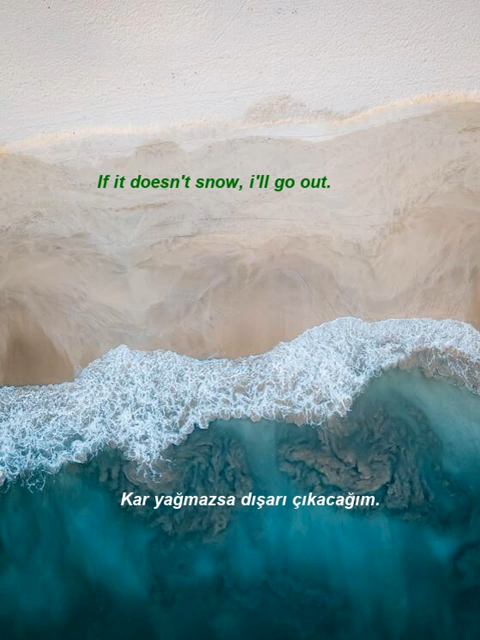 If it doesn't snow, i'll go out.
Kar yağmazsa dışarı çıkacağım.